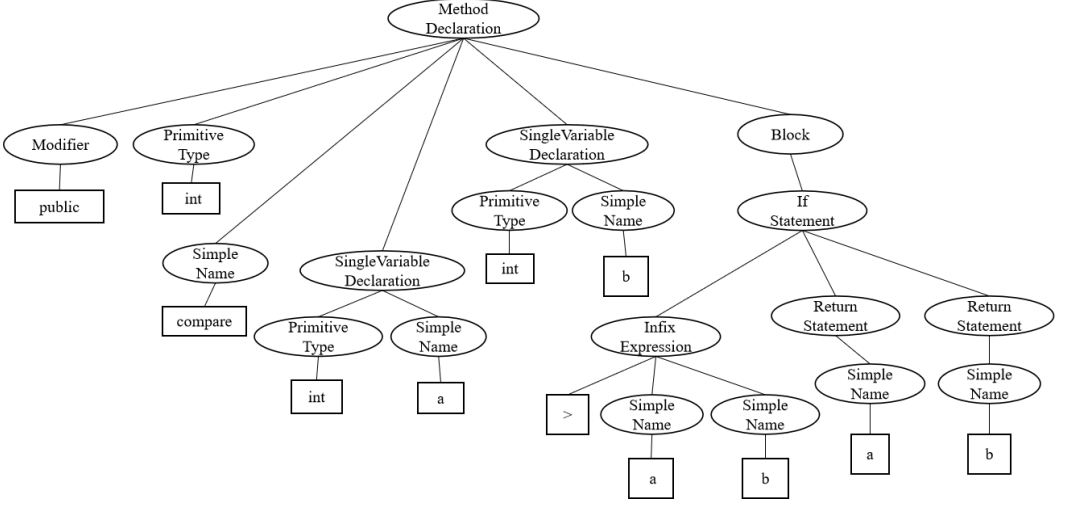 Method
Declaration
Modifier
Primitive
Type
SingleVariable
Declaration
Block
public
int
Primitive
Type
Simple
Name
If
Statement
Simple
Name
SingleVariable
Declaration
int
b
compare
Primitive
Type
Simple
Name
Infix
Expression
Return
Statement
Return
Statement
int
a
>
Simple
Name
Simple
Name
Simple
Name
Simple
Name
a
b
a
b